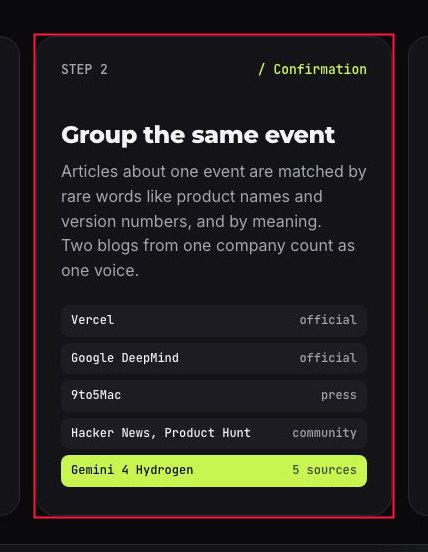 STEP 2
/ Confirmation
Group the same event
Articles about one event are matched by
rare words like product names and
version numbers, and by meaning.
Two blogs from one company count as
one voice.
Vercel official
Google DeepMind official
9to5Mac press
Hacker News, Product Hunt community
Gemini 4 Hydrogen 5 sources